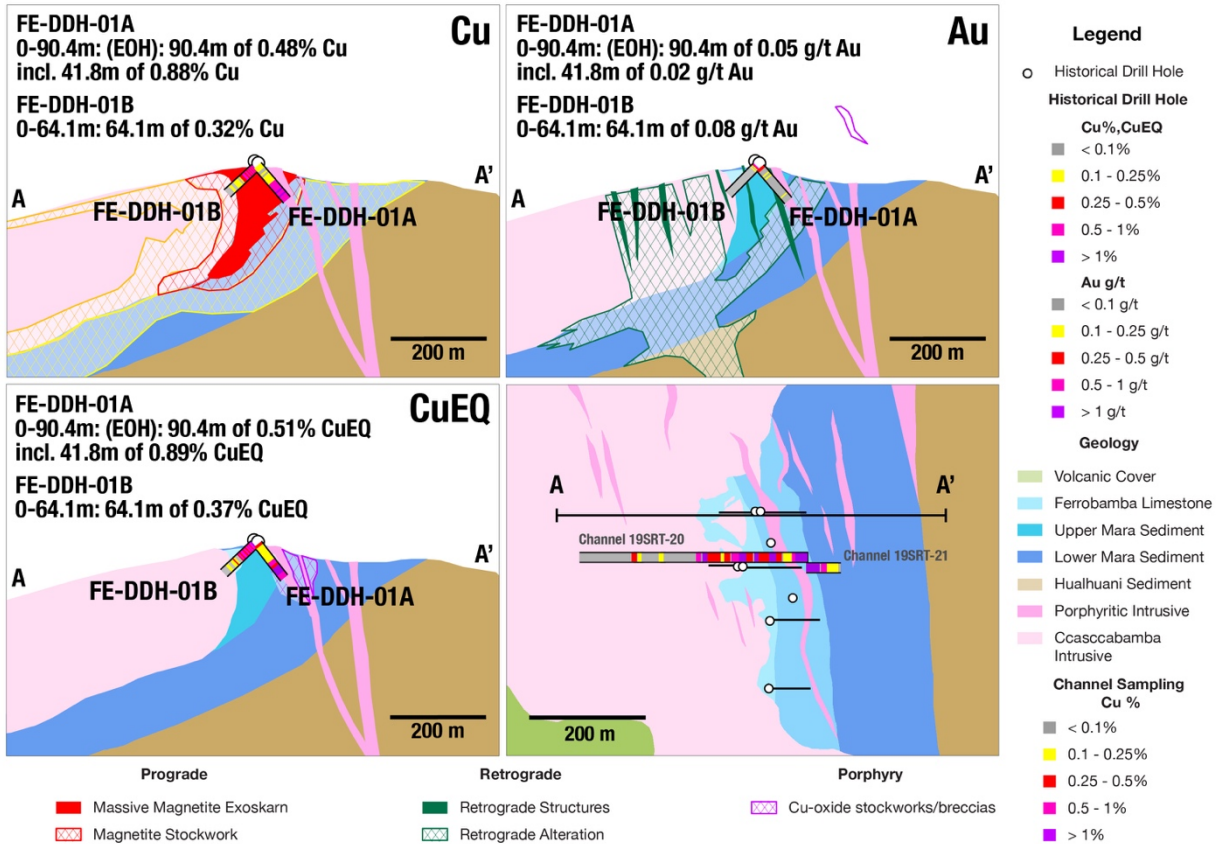 FE-DDH-01A
0-90.4m: (EOH): 90.4m of 0.48% Cu
incl. 41.8m of 0.88% Cu
FE-DDH-01B
0-64.1m: 64.1m of 0.32% Cu
Cu
A
A’
FE-DDH-01B
FE-DDH-01A
200 m
FE-DDH-01A
0-90.4m: (EOH): 90.4m of 0.05 g/t Au
incl. 41.8m of 0.02 g/t Au
FE-DDH-01B
0-64.1m: 64.1m of 0.08 g/t Au
Au
A
A’
FE-DDH-01B
FE-DDH-01A
200 m
FE-DDH-01A
0-90.4m: (EOH): 90.4m of 0.51% CuEQ
incl. 41.8m of 0.89% CuEQ
FE-DDH-01B
0-64.1m: 64.1m of 0.37% CuEQ
CuEQ
A
A’
FE-DDH-01B
FE-DDH-01A
200 m
A
A’
Channel 19SRT-20
Channel 19SRT-21
200 m
Legend
Historical Drill Hole
Historical Drill Hole
Cu%,CuEQ
< 0.1%
0.1 - 0.25%
0.25 - 0.5%
0.5 - 1%
> 1%
Au g/t
< 0.1 g/t
0.1 - 0.25 g/t
0.25 - 0.5 g/t
0.5 - 1 g/t
> 1 g/t
Geology
Volcanic Cover
Ferrobamba Limestone
Upper Mara Sediment
Lower Mara Sediment
Hualhuani Sediment
Porphyritic Intrusive
Ccasccabamba
Intrusive
Channel Sampling
Cu %
< 0.1%
0.1 - 0.25%
0.25 - 0.5%
0.5 - 1%
> 1%
Prograde
Massive Magnetite Exoskarn
Magnetite Stockwork
Retrograde
Retrograde Structures
Retrograde Alteration
Porphyry
Cu-oxide stockworks/breccias